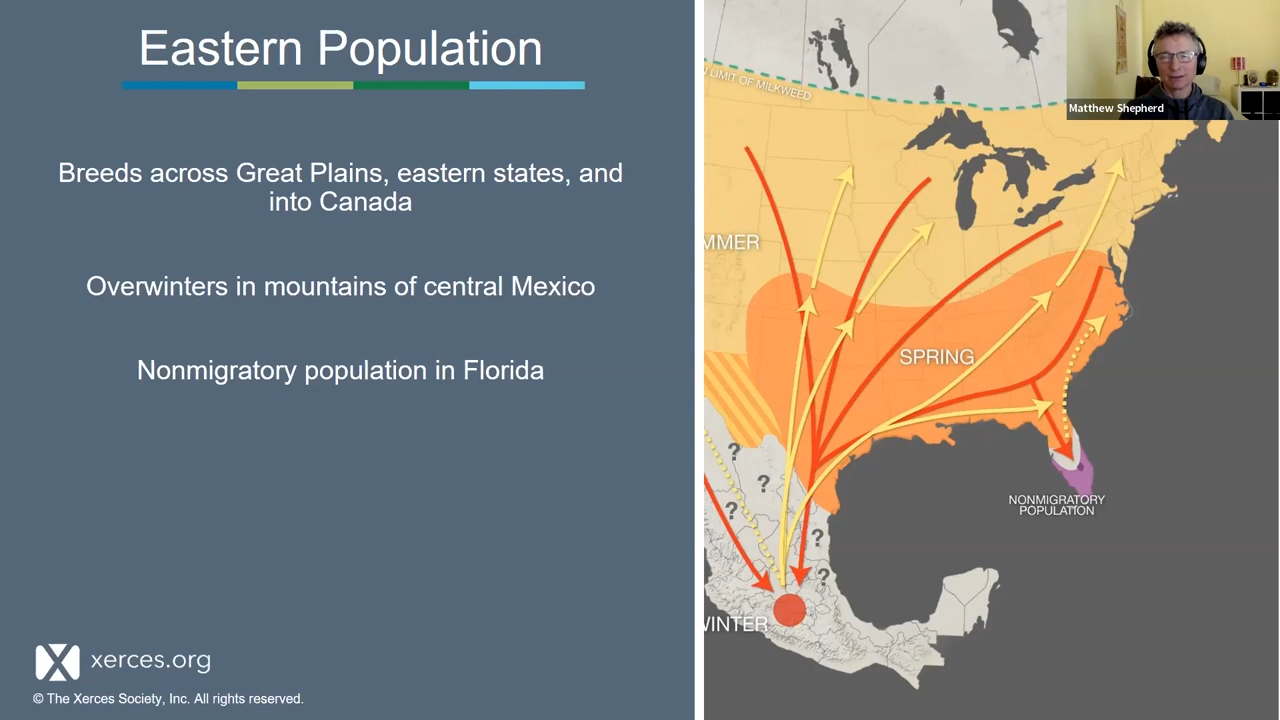 Eastern Population
Breeds across Great Plains, eastern states, and
into Canada
Overwinters in mountains of central Mexico
Nonmigratory population in Florida
xerces.org
© The Xerces Society, Inc. All rights reserved.
LIMIT OF MILKWEED
Matthew Shepherd
MMER
SPRING
?
?
?
?
?
NONMIGRATORY
POPULATION
WINTER